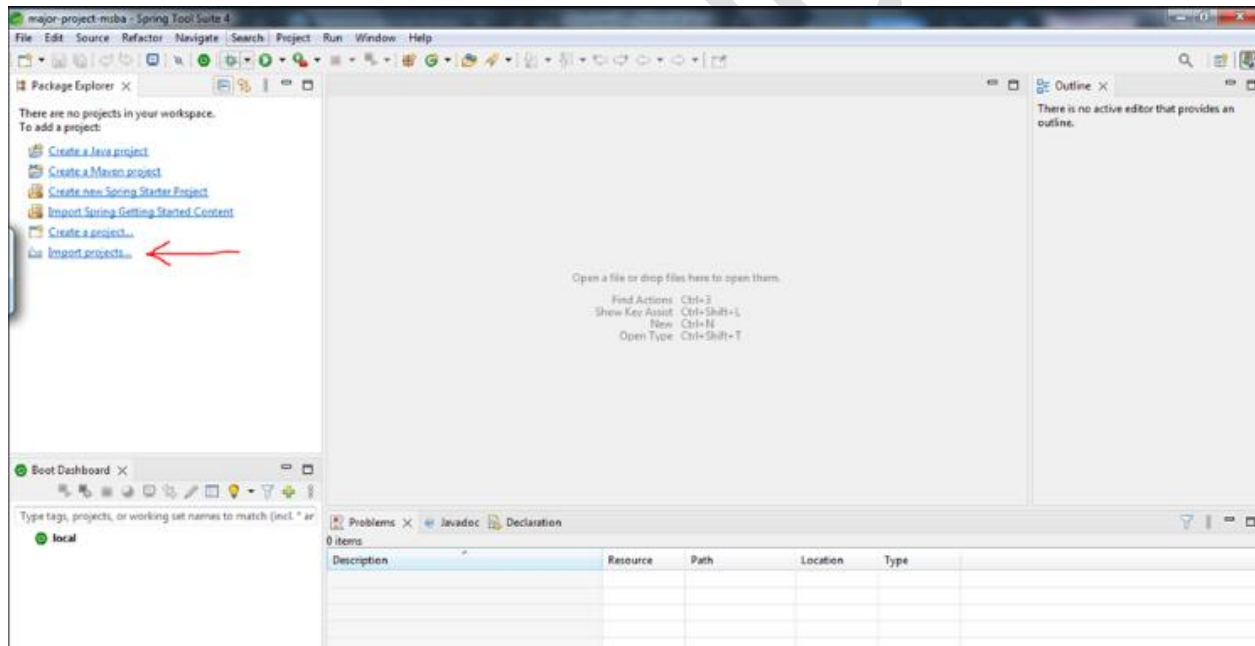 major-project-msba - Spring Tool Suite 4
File Edit Source Refactor Navigate Search Project Run Window Help
Package Explorer
There are no projects in your workspace.
To add a project:
Create a Java project
Create a Maven project
Create new Spring Starter Project
Import Spring Getting Started Content
Create a project...
Import projects...
Open a file or drop files here to open them.
Find Actions Ctrl+3
Show Key Assist Ctrl+Shift+L
New Ctrl+N
Open Type Ctrl+Shift+T
Outline
There is no active editor that provides an
outline.
Boot Dashboard
Type tags, projects, or working set names to match (incl. * ar
local
Problems Javadoc Declaration
0 items
Description Resource Path Location Type